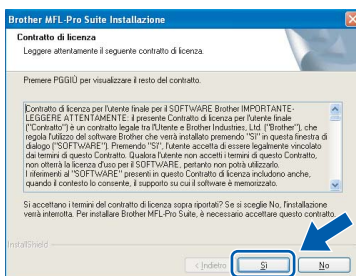 Brother MFL-Pro Suite Installazione
Contratto di licenza
Leggere attentamente il seguente contratto di licenza.
Premere PGGIÙ per visualizzare il resto del contratto.
Contratto di licenza per l'utente finale per il SOFTWARE Brother IMPORTANTE-
LEGGERE ATTENTAMENTE: il presente Contratto di licenza per l'utente finale
("Contratto") è un contratto legale tra l'Utente e Brother Industries, Ltd. ("Brother"), che
regola l'utilizzo del Software Brother che verrà installato premendo "Sì" in questa finestra di
dialogo ("SOFTWARE"). Premendo "Sì", l'utente accetta di essere legalmente vincolato
dai termini di questo Contratto. Qualora l'utente non accetti i termini di questo Contratto,
non otterrà la licenza d'uso per il SOFTWARE, pertanto non potrà utilizzarlo.
I riferimenti al "SOFTWARE" presenti in questo Contratto di licenza includono anche,
quando il contesto lo consente, il supporto su cui il software è memorizzato.
Si accettano i termini del contratto di licenza sopra riportati? Se si sceglie No, l'installazione
verrà interrotta. Per installare Brother MFL-Pro Suite, è necessario accettare questo contratto.
InstallShield
< Indietro
Sì
No